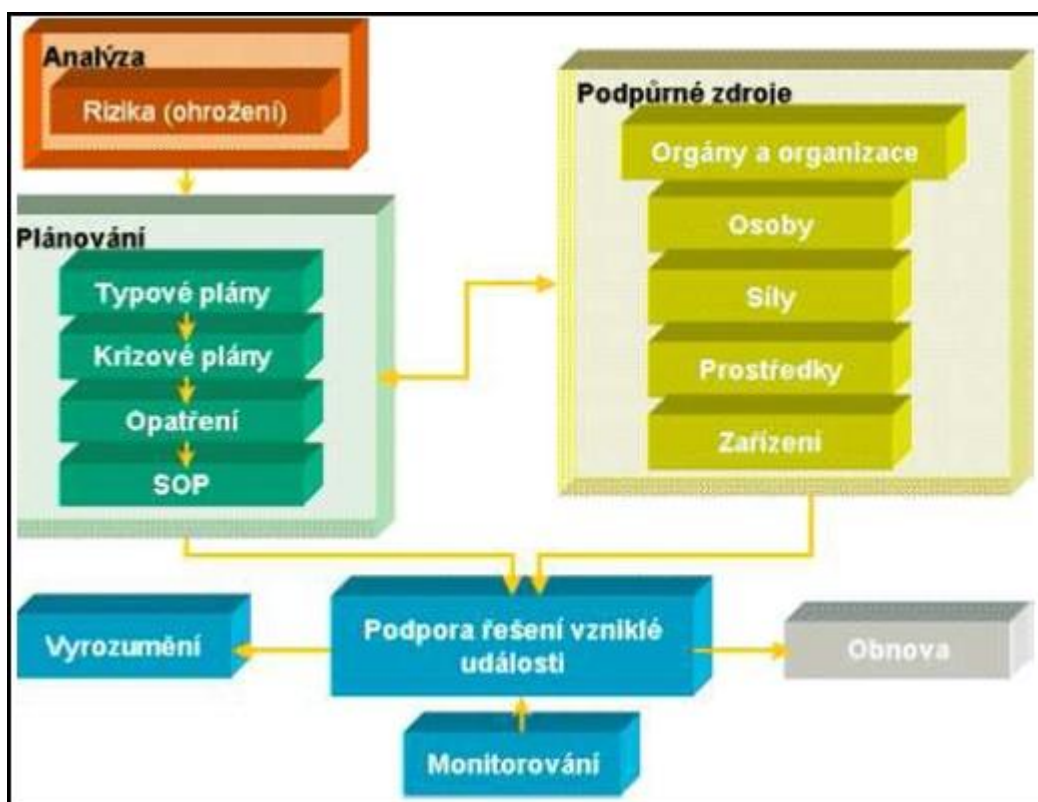 Analýza
Rizika (ohrožení)
Plánování
Typové plány
Krizové plány
Opatření
SOP
Podpůrné zdroje
Orgány a organizace
Osoby
Síly
Prostředky
Zařízení
Vyrozumění
Podpora řešení vzniklé
události
Obnova
Monitorování